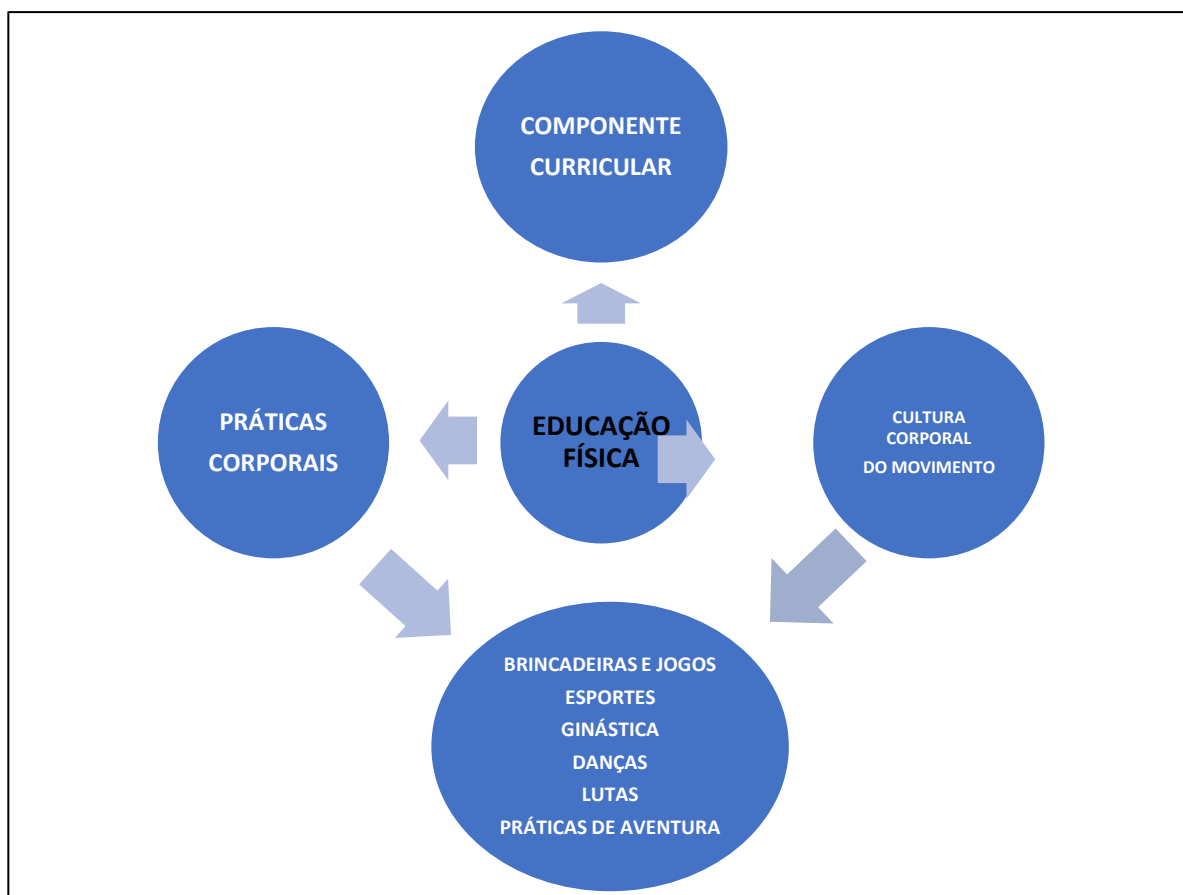 COMPONENTE
CURRICULAR
PRÁTICAS
CORPORAIS
EDUCAÇÃO
FÍSICA
CULTURA
CORPORAL
DO MOVIMENTO
BRINCADEIRAS E JOGOS
ESPORTES
GINÁSTICA
DANÇAS
LUTAS
PRÁTICAS DE AVENTURA